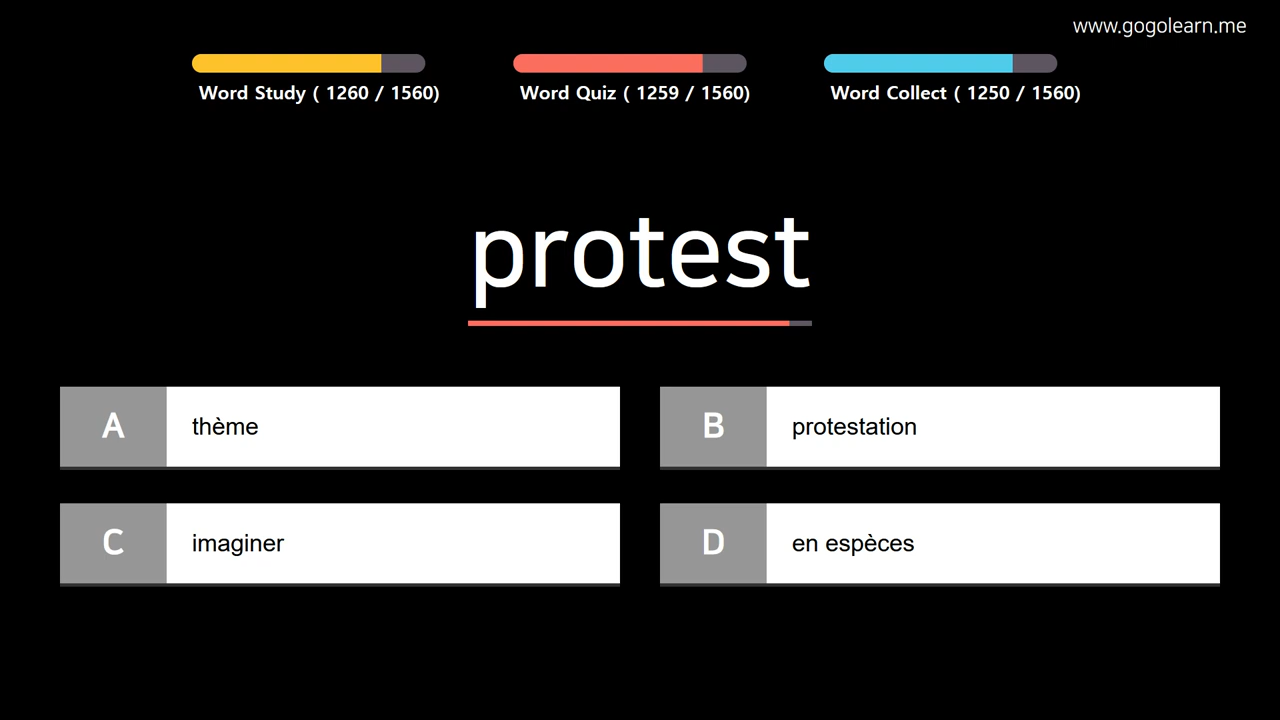 www.gogolearn.me
Word Study ( 1260 / 1560)
Word Quiz ( 1259 / 1560)
Word Collect ( 1250 / 1560)
protest
A
thème
B
protestation
C
imaginer
D
en espèces